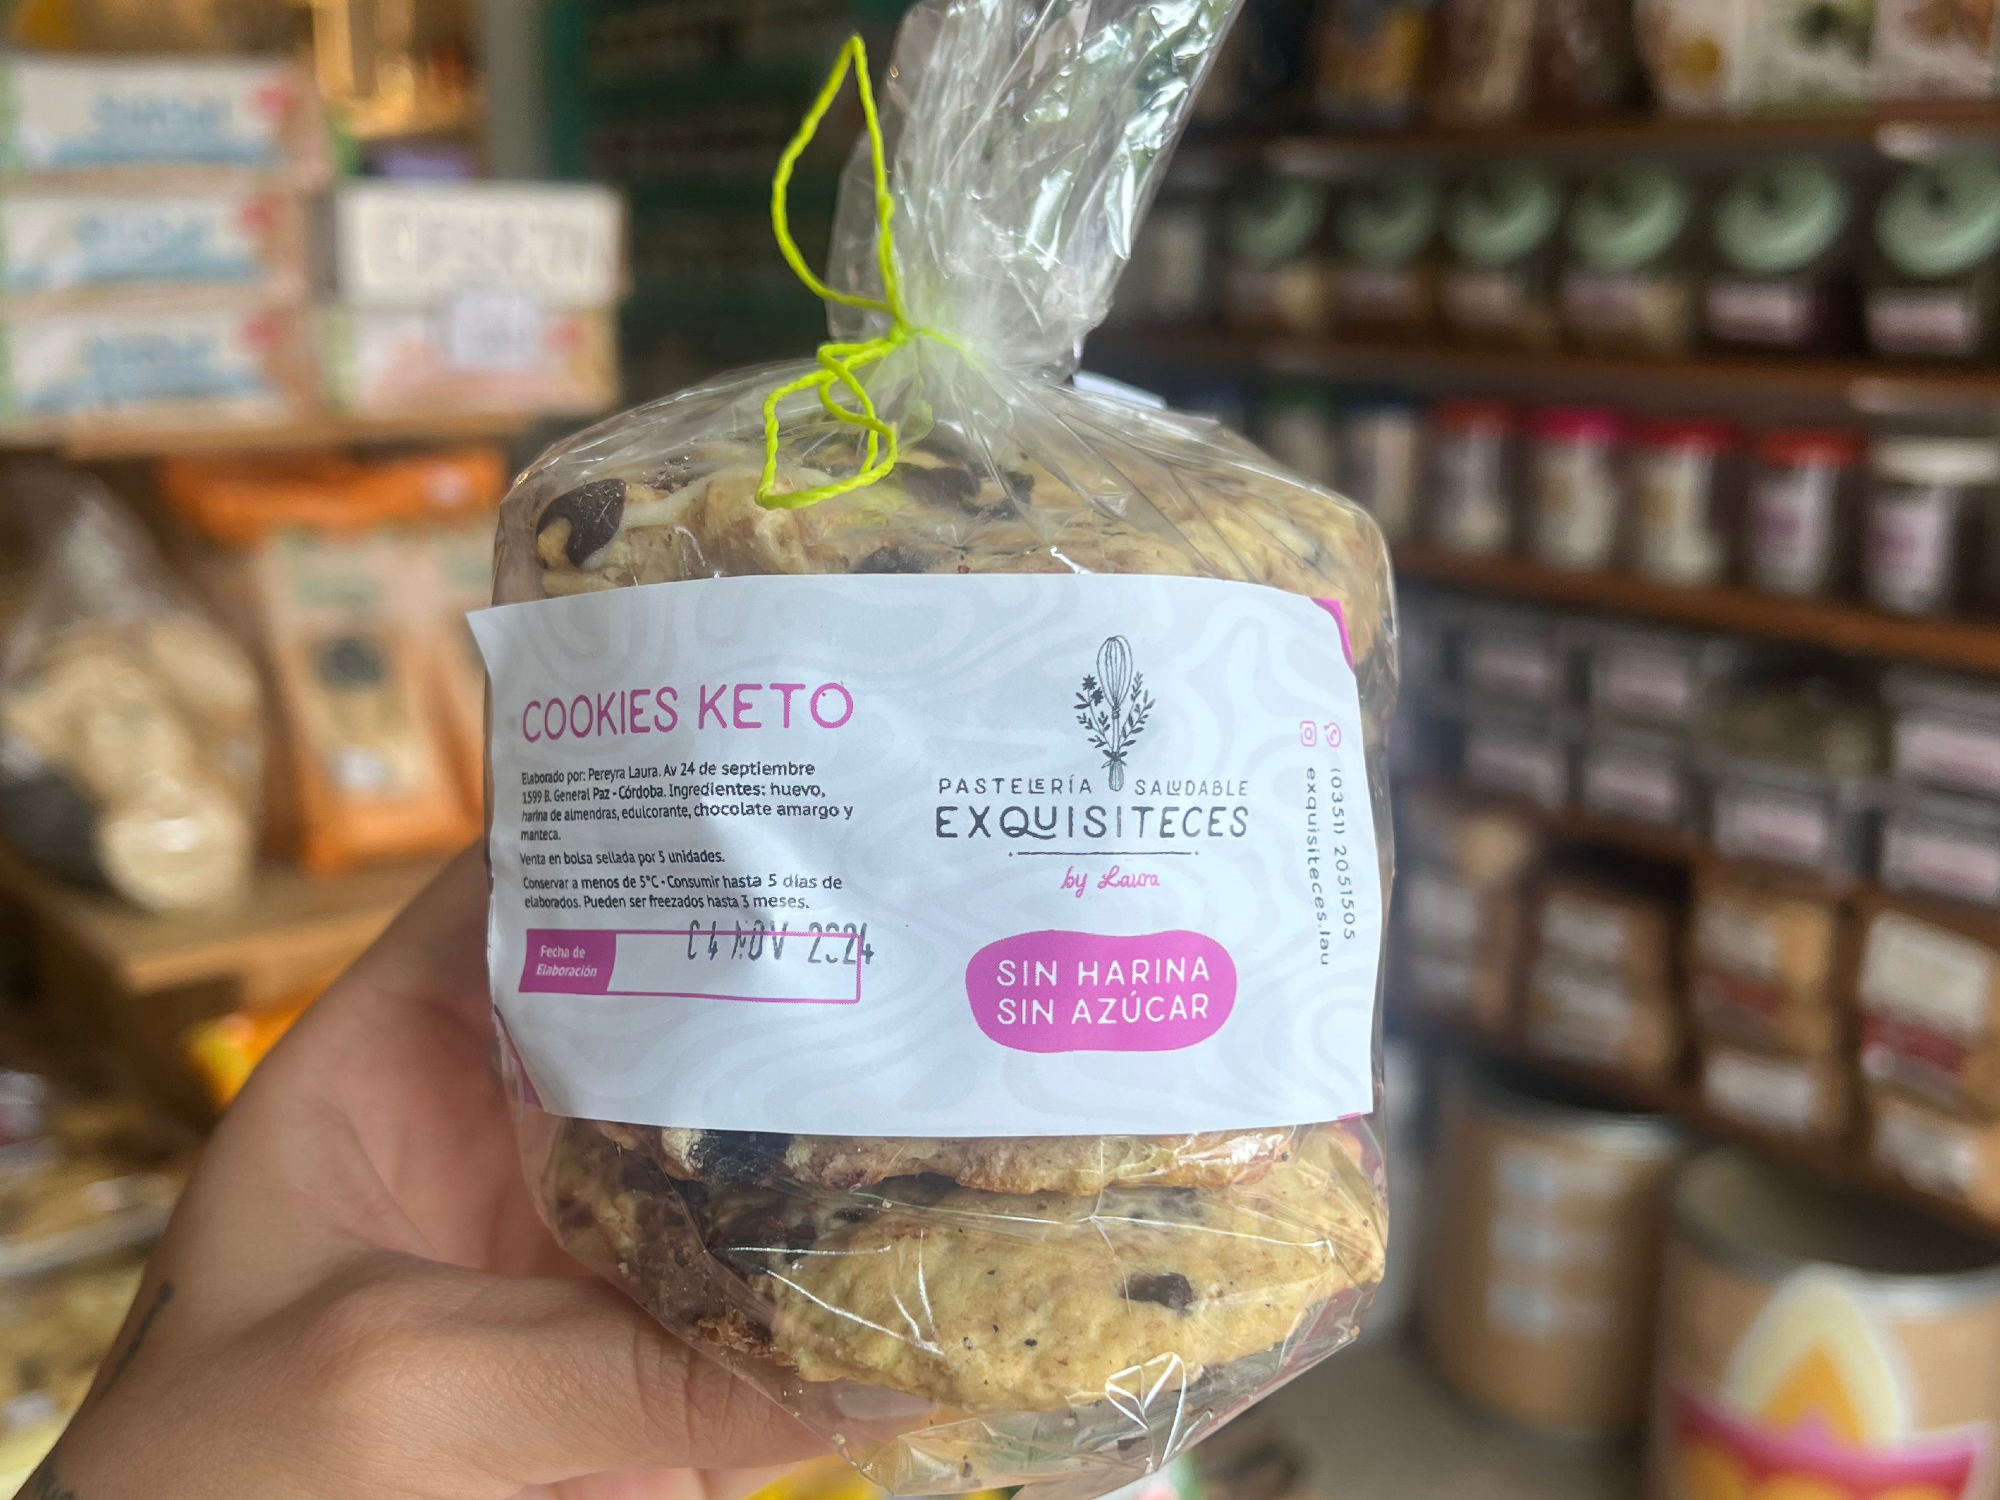 COOKIES KETO
Elaborado por: Pereyra Laura. Av 24 de septiembre
1599 B. General Paz - Córdoba. Ingredientes: huevo,
harina de almendras, edulcorante, chocolate amargo y
manteca.
Venta en bolsa sellada por 5 unidades.
Conservar a menos de 5°C - Consumir hasta 5 días de
elaborados. Pueden ser freezados hasta 3 meses.
Fecha de
Elaboración
04 NOV 2024
PASTELERÍA SALUDABLE
EXQUISITECES
by Laura
SIN HARINA
SIN AZÚCAR
(0351) 2051505
exquisiteces.lau